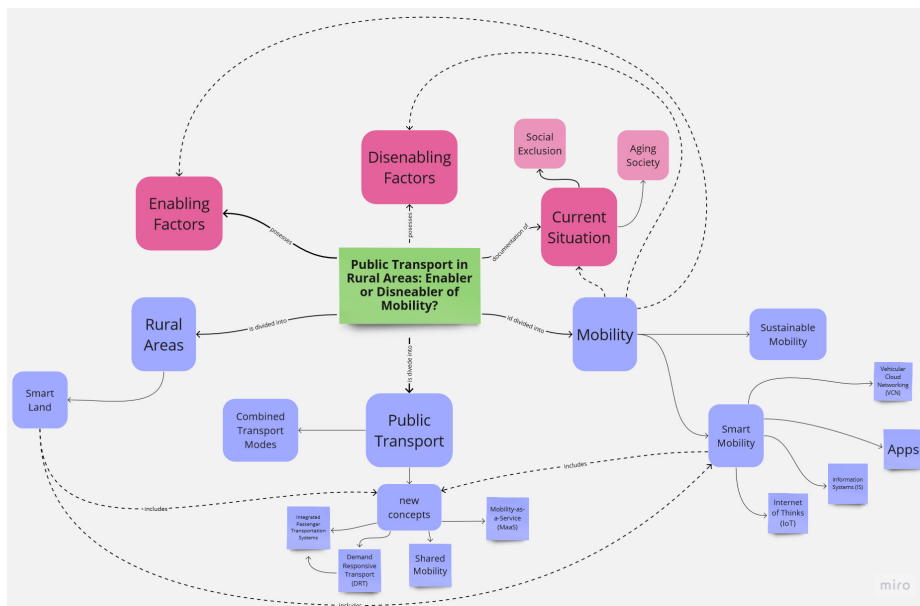 Social
Exclusion
Aging
Society
Disenabling
Factors
Enabling
Factors
Current
Situation
posesses
posesses
documentation of
Public Transport in
Rural Areas: Enabler
or Disneabler of
Mobility?
Rural
Areas
is divided into
id divided into
Mobility
Sustainable
Mobility
is divede into
Smart
Land
Combined
Transport
Modes
Public
Transport
Smart
Mobility
Vehicular
Cloud
Networking
(VCN)
Apps
includes
includes
new
concepts
Information
Systems (IS)
Internet
of Thinks
(IoT)
Integrated
Passenger
Transportation
Systems
Mobility-as-
a-Service
(MaaS)
Demand
Responsive
Transport
(DRT)
Shared
Mobility
includes
miro